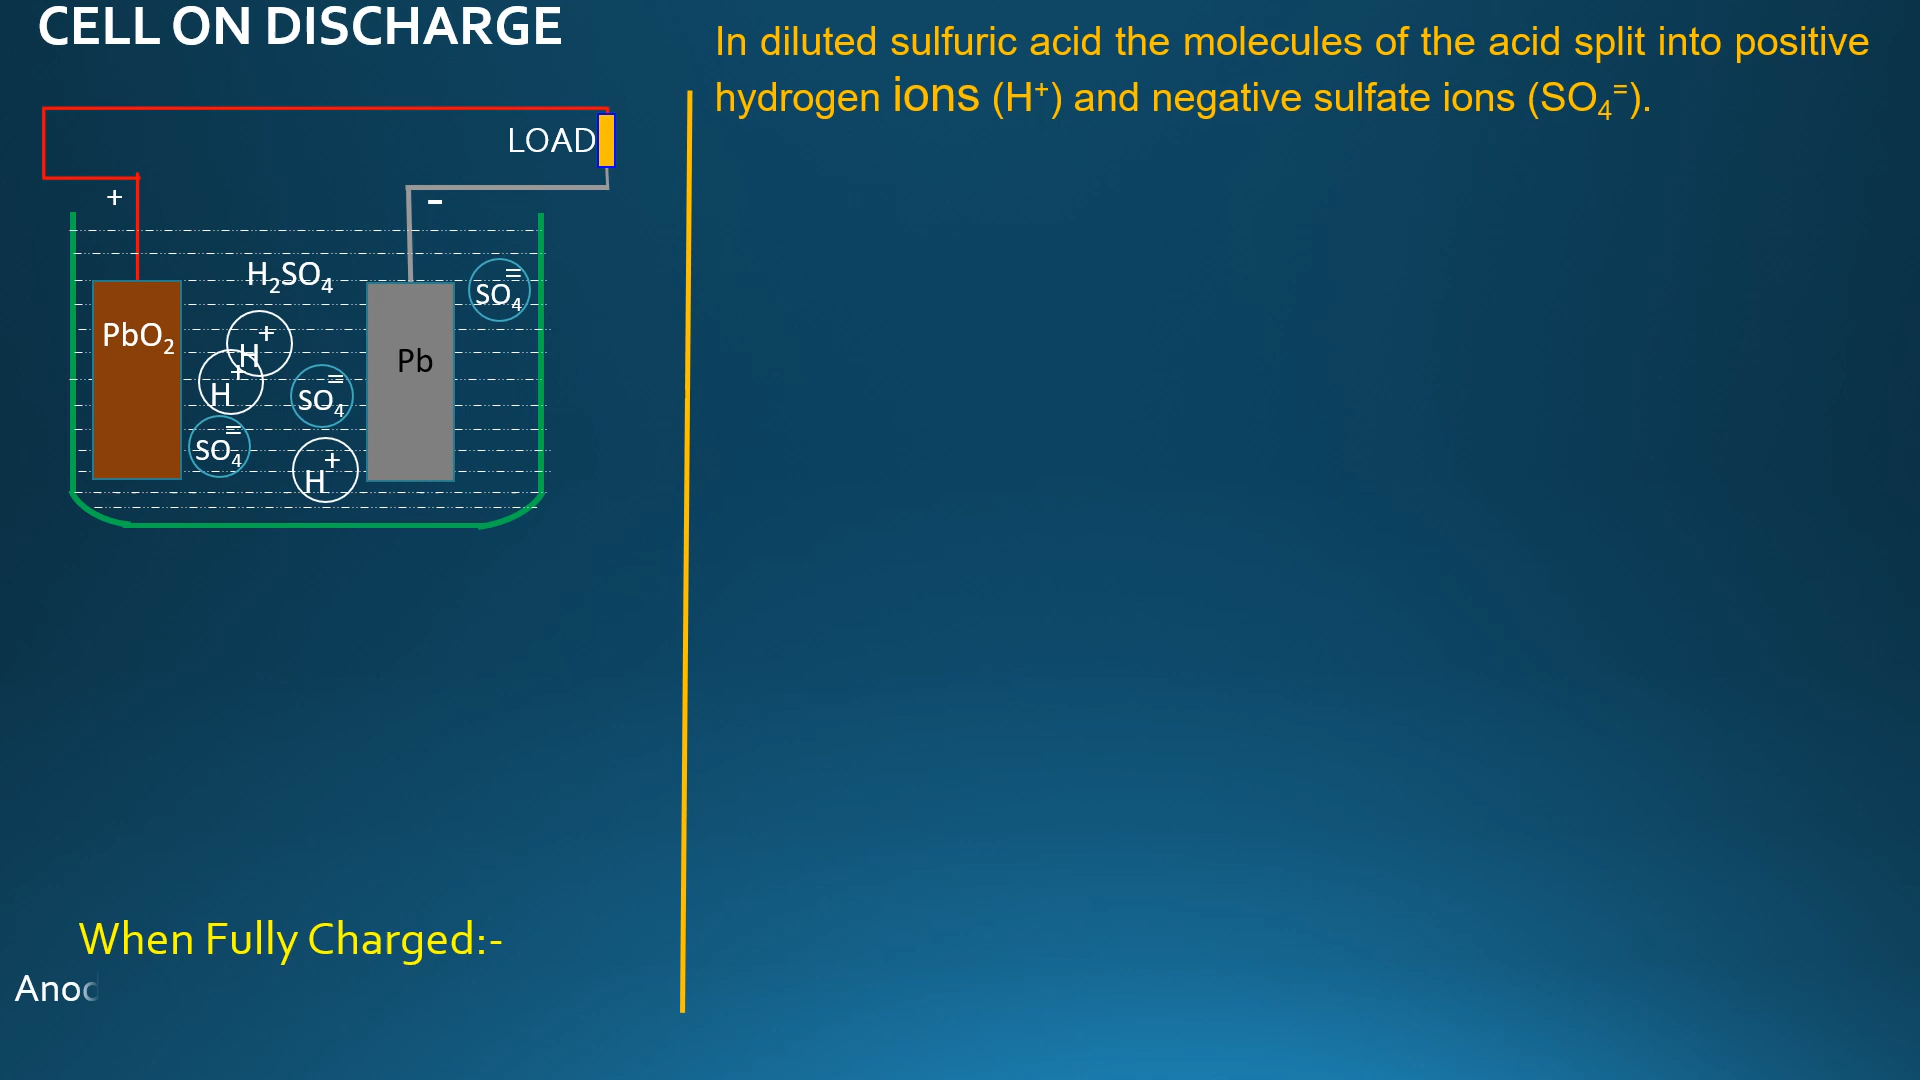 CELL ON DISCHARGE
In diluted sulfuric acid the molecules of the acid split into positive
hydrogen ions (H⁺) and negative sulfate ions (SO₄⁼).
LOAD
+
-
H₂SO₄
SO₄⁼
PbO₂
H⁺
Pb
H⁺
SO₄⁼
SO₄⁼
H⁺
When Fully Charged:-
Anod